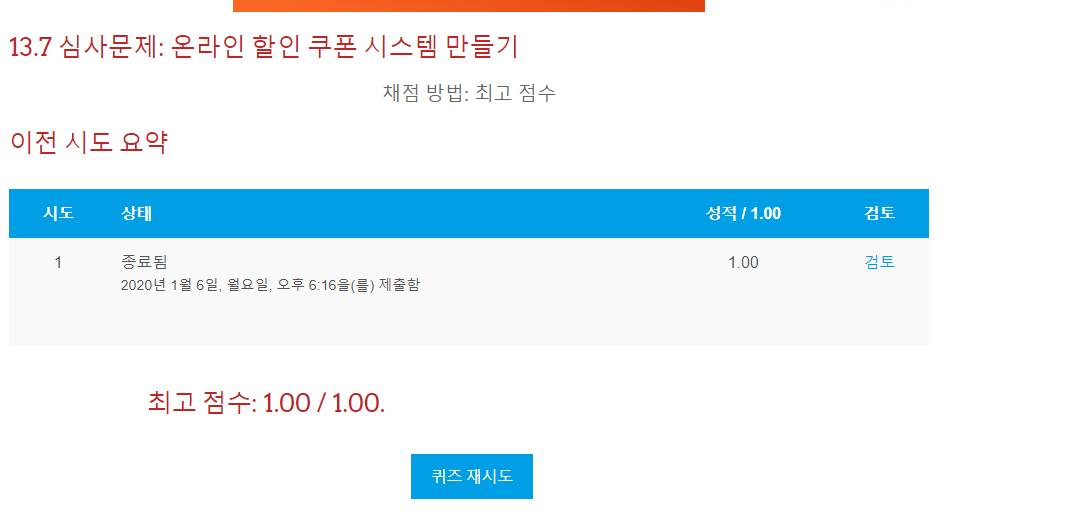 13.7 심사문제: 온라인 할인 쿠폰 시스템 만들기
채점 방법: 최고 점수
이전 시도 요약
시도 상태 성적 / 1.00 검토
1 종료됨 1.00 검토
2020년 1월 6일, 월요일, 오후 6:16을(를) 제출함
최고 점수: 1.00 / 1.00.
퀴즈 재시도